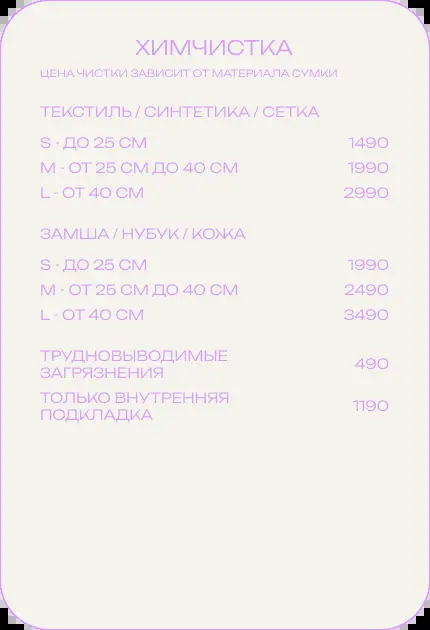 ХИМЧИСТКА
ЦЕНА ЧИСТКИ ЗАВИСИТ ОТ МАТЕРИАЛА СУМКИ
ТЕКСТИЛЬ / СИНТЕТИКА / СЕТКА
S - ДО 25 СМ 1490
M - ОТ 25 СМ ДО 40 СМ 1990
L - ОТ 40 СМ 2990
ЗАМША / НУБУК / КОЖА
S - ДО 25 СМ 1990
M - ОТ 25 СМ ДО 40 СМ 2490
L - ОТ 40 СМ 3490
ТРУДНОВЫВОДИМЫЕ
ЗАГРЯЗНЕНИЯ 490
ТОЛЬКО ВНУТРЕННЯЯ
ПОДКЛАДКА 1190